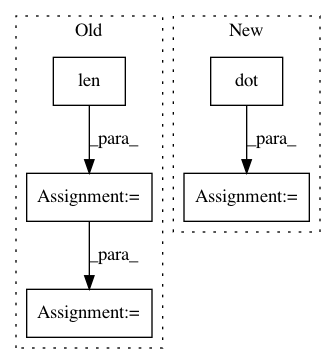 Old
New
len
dot
_para_
_para_
Assignment:=
Assignment:=
_para_
Assignment:=